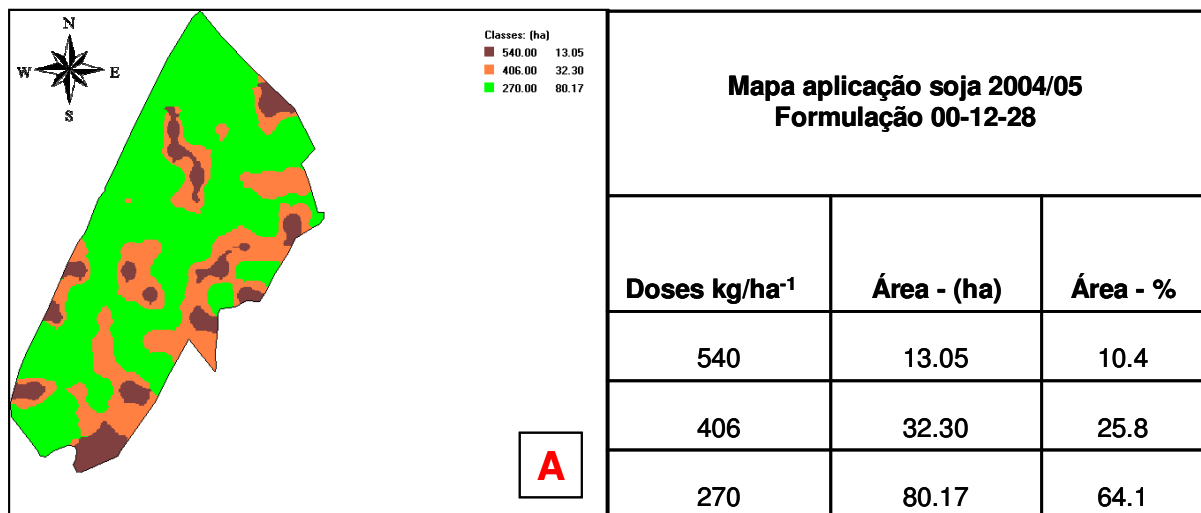 N
W E
S
Classes: (ha)
540.00 13.05
406.00 32.30
270.00 80.17
A
Mapa aplicação soja 2004/05
Formulação 00-12-28
Doses kg/ha⁻¹ Área - (ha) Área - %
540 13.05 10.4
406 32.30 25.8
270 80.17 64.1